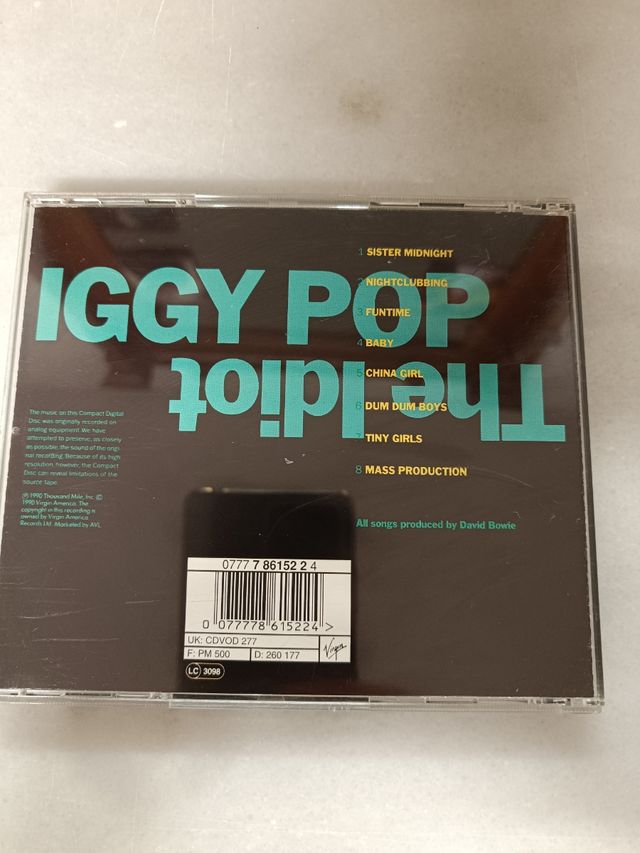 IGGY POP
The Idiot
1 SISTER MIDNIGHT
2 NIGHTCLUBBING
3 FUNTIME
4 BABY
5 CHINA GIRL
6 DUM DUM BOYS
7 TINY GIRLS
8 MASS PRODUCTION
All songs produced by David Bowie
The music on this Compact Digital
Disc was originally recorded on
analog equipment. We have
attempted to preserve, as closely
as possible, the sound of the origi-
nal recording. Because of its high
resolution, however, the Compact
Disc can reveal limitations of the
source tape.
℗ 1990 Thousand Mile, Inc. ©
1990 Virgin America. The
copyright in this recording is
owned by Virgin America
Records Ltd. Marketed by AVL
0777 7 86152 2 4
0 077778 615224 >
UK: CDVOD 277
F: PM 500
D: 260 177
Virgin
LC 3098